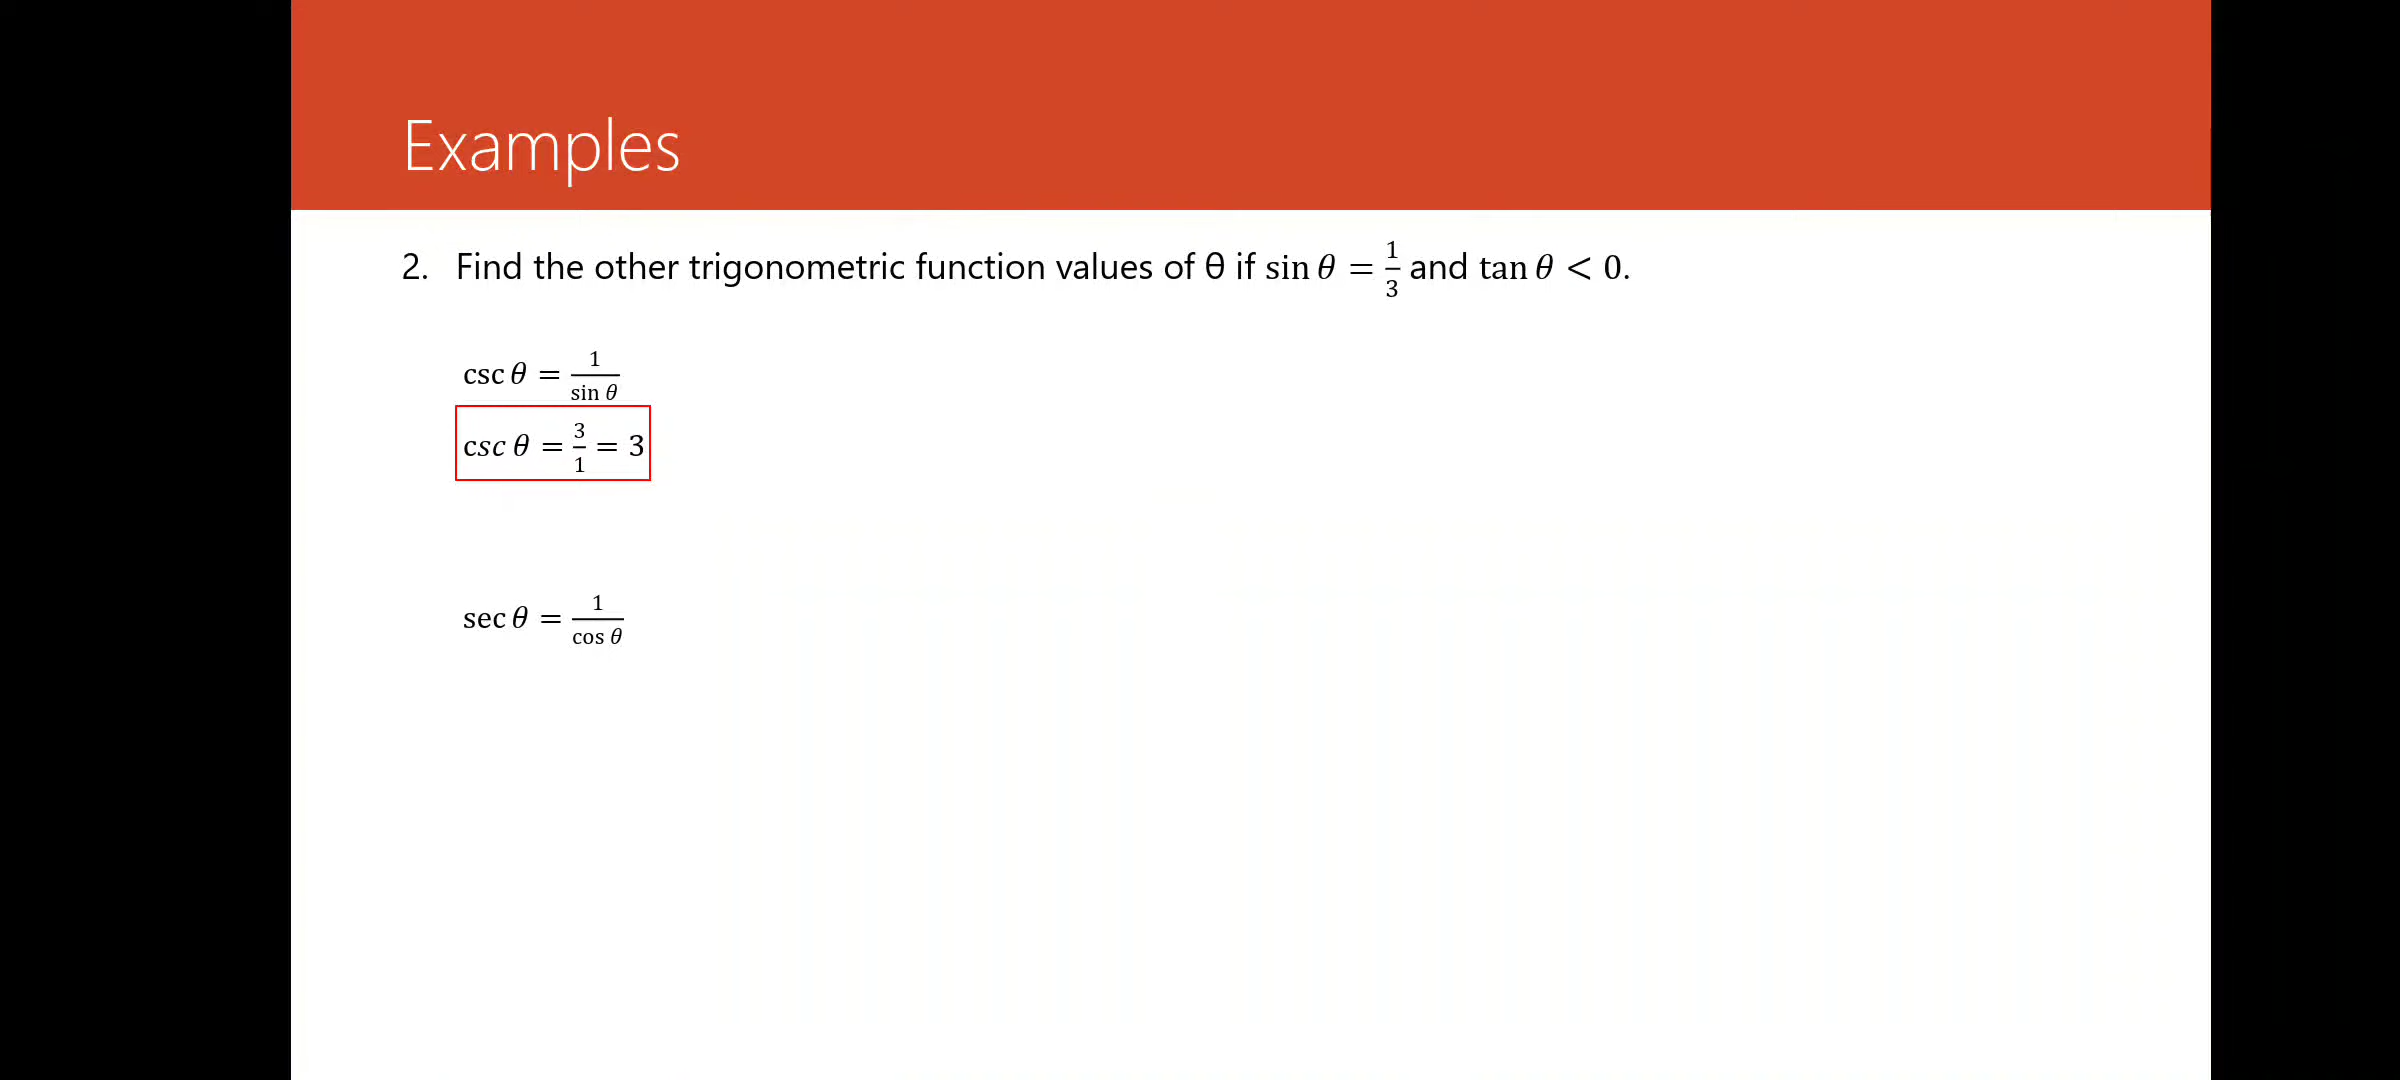 Examples
2. Find the other trigonometric function values of θ if sin θ = 1/3 and tan θ < 0.
csc θ = 1/sin θ
csc θ = 3/1 = 3
sec θ = 1/cos θ